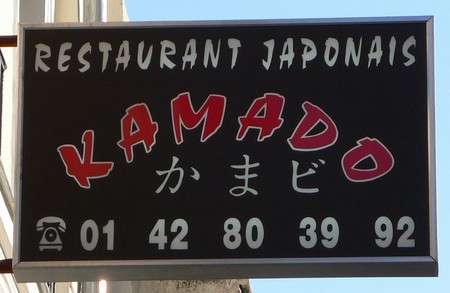 RESTAURANT JAPONAIS
KAMADO
かまビ
01 42 80 39 92